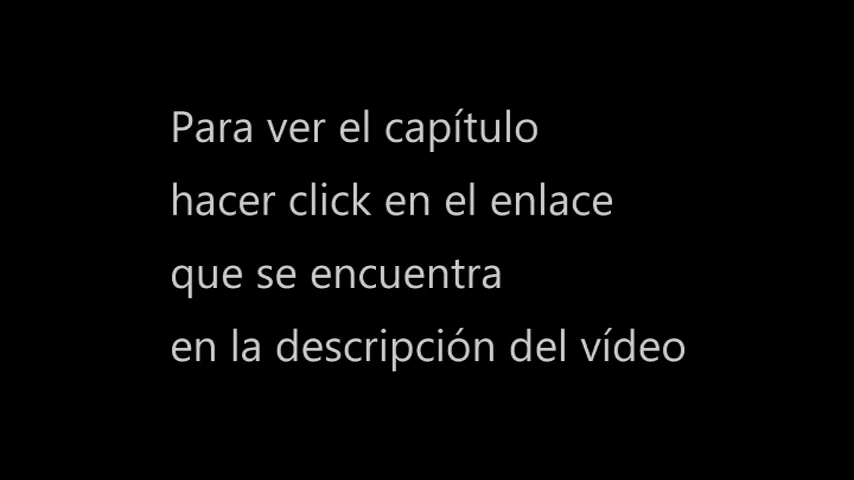 Para ver el capítulo
hacer click en el enlace
que se encuentra
en la descripción del vídeo